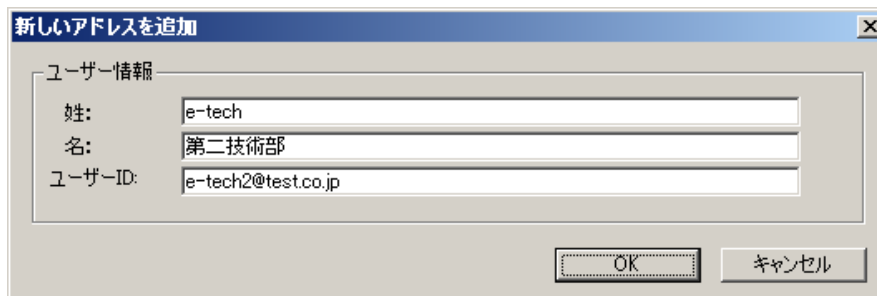 新しいアドレスを追加
ユーザー情報
姓: e-tech
名: 第二技術部
ユーザーID: e-tech2@test.co.jp
OK キャンセル